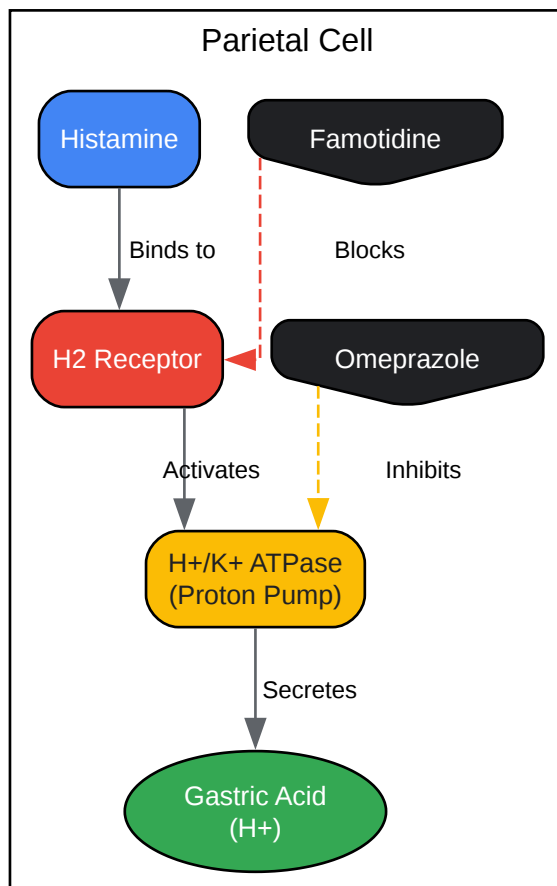 Parietal Cell
Histamine
Famotidine
Binds to
Blocks
H2 Receptor
Omeprazole
Activates
Inhibits
H+/K+ ATPase
(Proton Pump)
Secretes
Gastric Acid
(H+)